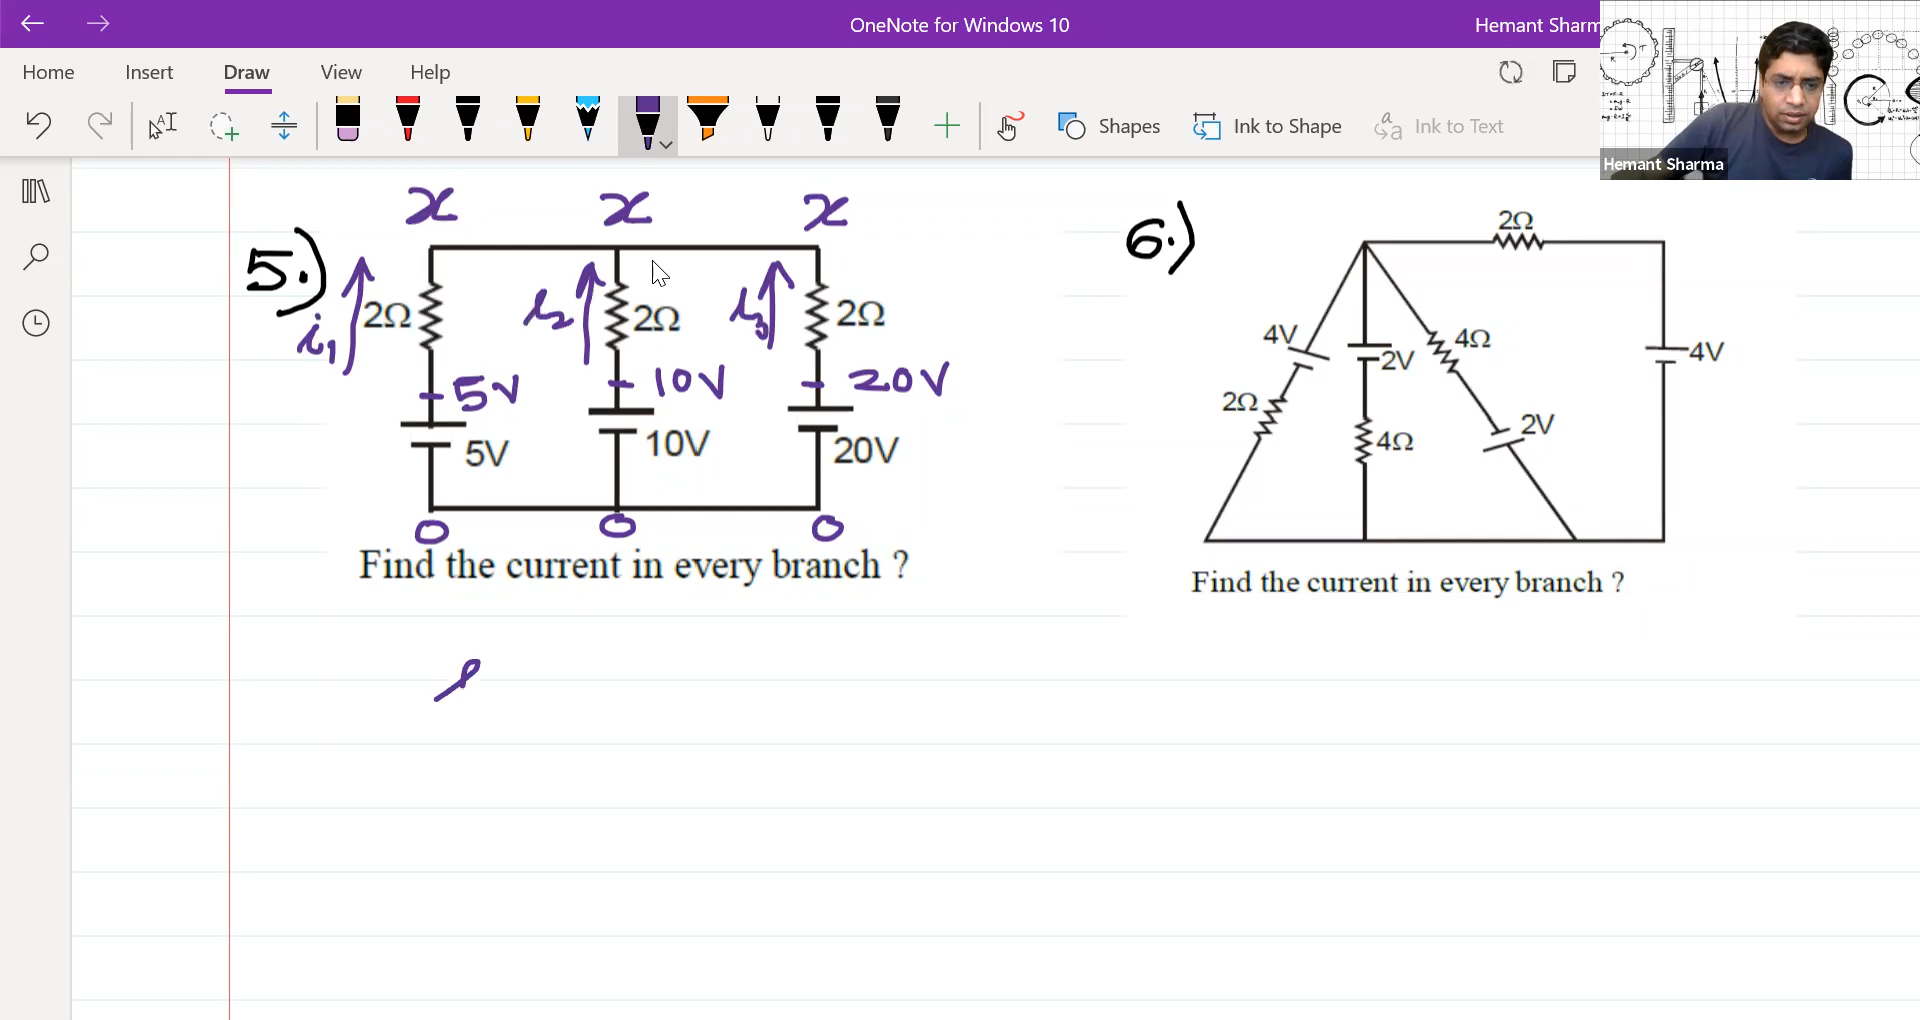 OneNote for Windows 10
Hemant Sharm
Home Insert Draw View Help
Shapes Ink to Shape Ink to Text
Hemant Sharma
x x x
5.)
i1 2Ω i2 2Ω i3 2Ω
5V 10V 20V
5V 10V 20V
0 0 0
Find the current in every branch ?
6.)
2Ω
4V 2V 4Ω 4V
2Ω 4Ω 2V
Find the current in every branch ?